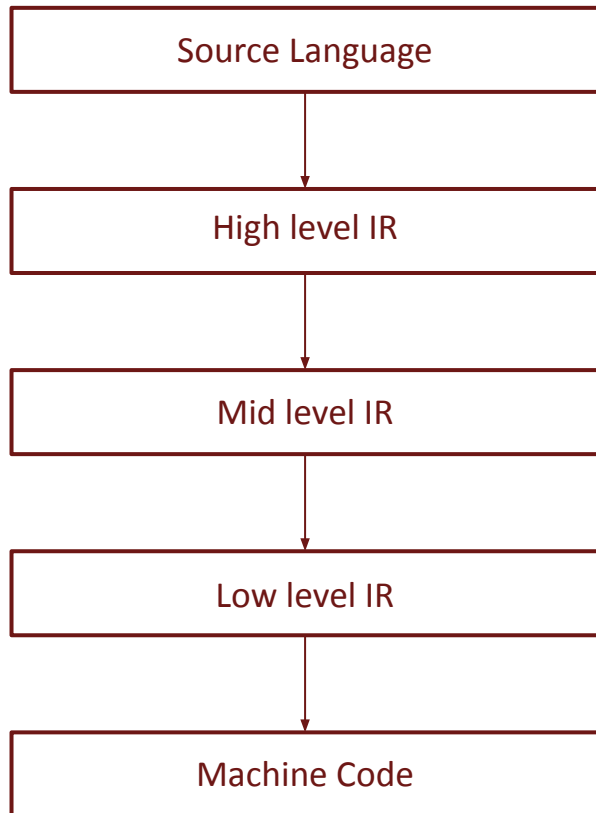 Source Language
High level IR
Mid level IR
Low level IR
Machine Code